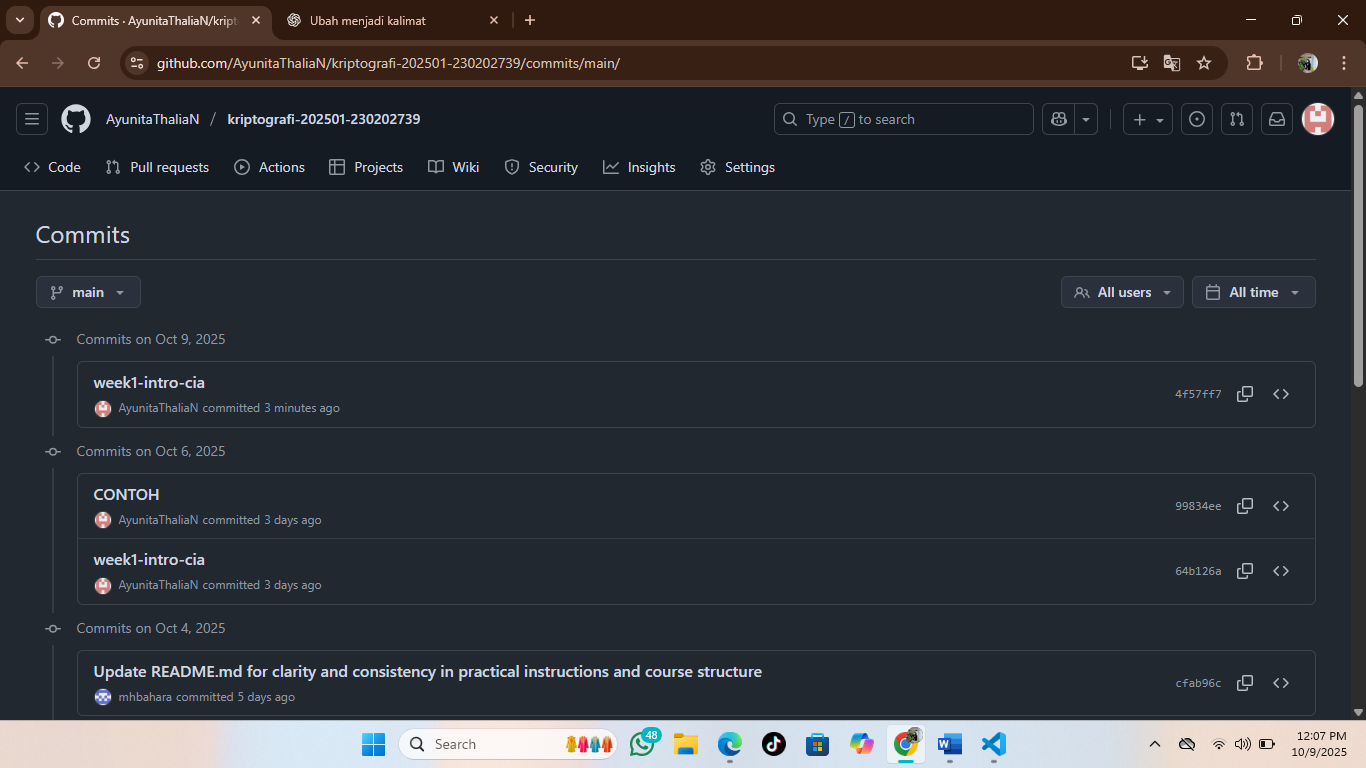 Commits · AyunitaThaliaN/kript
Ubah menjadi kalimat
github.com/AyunitaThaliaN/kriptografi-202501-230202739/commits/main/
AyunitaThaliaN / kriptografi-202501-230202739
Type / to search
Code Pull requests Actions Projects Wiki Security Insights Settings
Commits
main
All users All time
Commits on Oct 9, 2025
week1-intro-cia
4f57ff7
AyunitaThaliaN committed 3 minutes ago
Commits on Oct 6, 2025
CONTOH
99834ee
AyunitaThaliaN committed 3 days ago
week1-intro-cia
64b126a
AyunitaThaliaN committed 3 days ago
Commits on Oct 4, 2025
Update README.md for clarity and consistency in practical instructions and course structure
cfab96c
mhbahara committed 5 days ago
Search
48
12:07 PM
10/9/2025